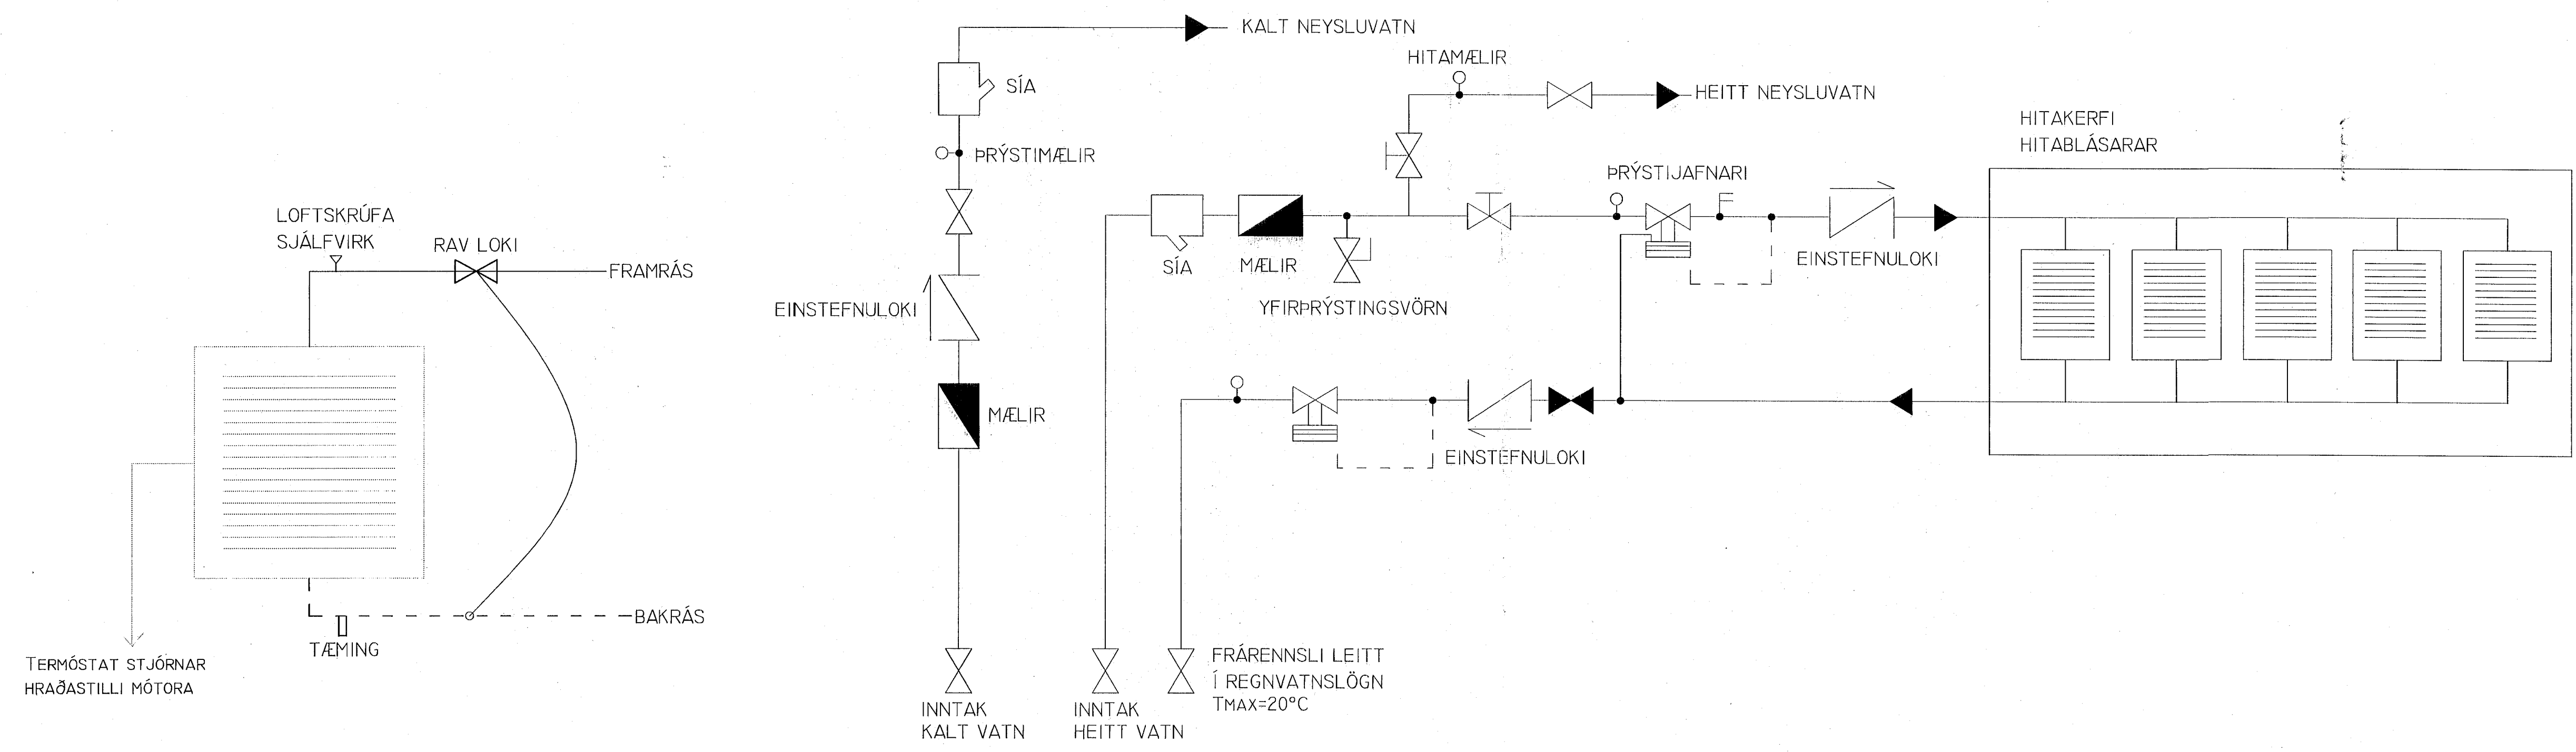 LOFTSKRÚFA
SJÁLFVIRK
RAV LOKI
FRAMRÁS
BAKRÁS
TÆMING
TERMÓSTAT STJÓRNAR
HRAÐASTILLI MÓTORA
KALT NEYSLUVATN
SÍA
ÞRÝSTIMÆLIR
EINSTEFNULOKI
MÆLIR
INNTAK
KALT VATN
HITAMÆLIR
HEITT NEYSLUVATN
SÍA
MÆLIR
YFIRÞRÝSTINGSVÖRN
ÞRÝSTIJAFNARI
EINSTEFNULOKI
EINSTEFNULOKI
INNTAK
HEITT VATN
FRÁRENNSLI LEITT
Í REGNVATNSLÖGN
TMAX=20°C
HITAKERFI
HITABLÁSARAR